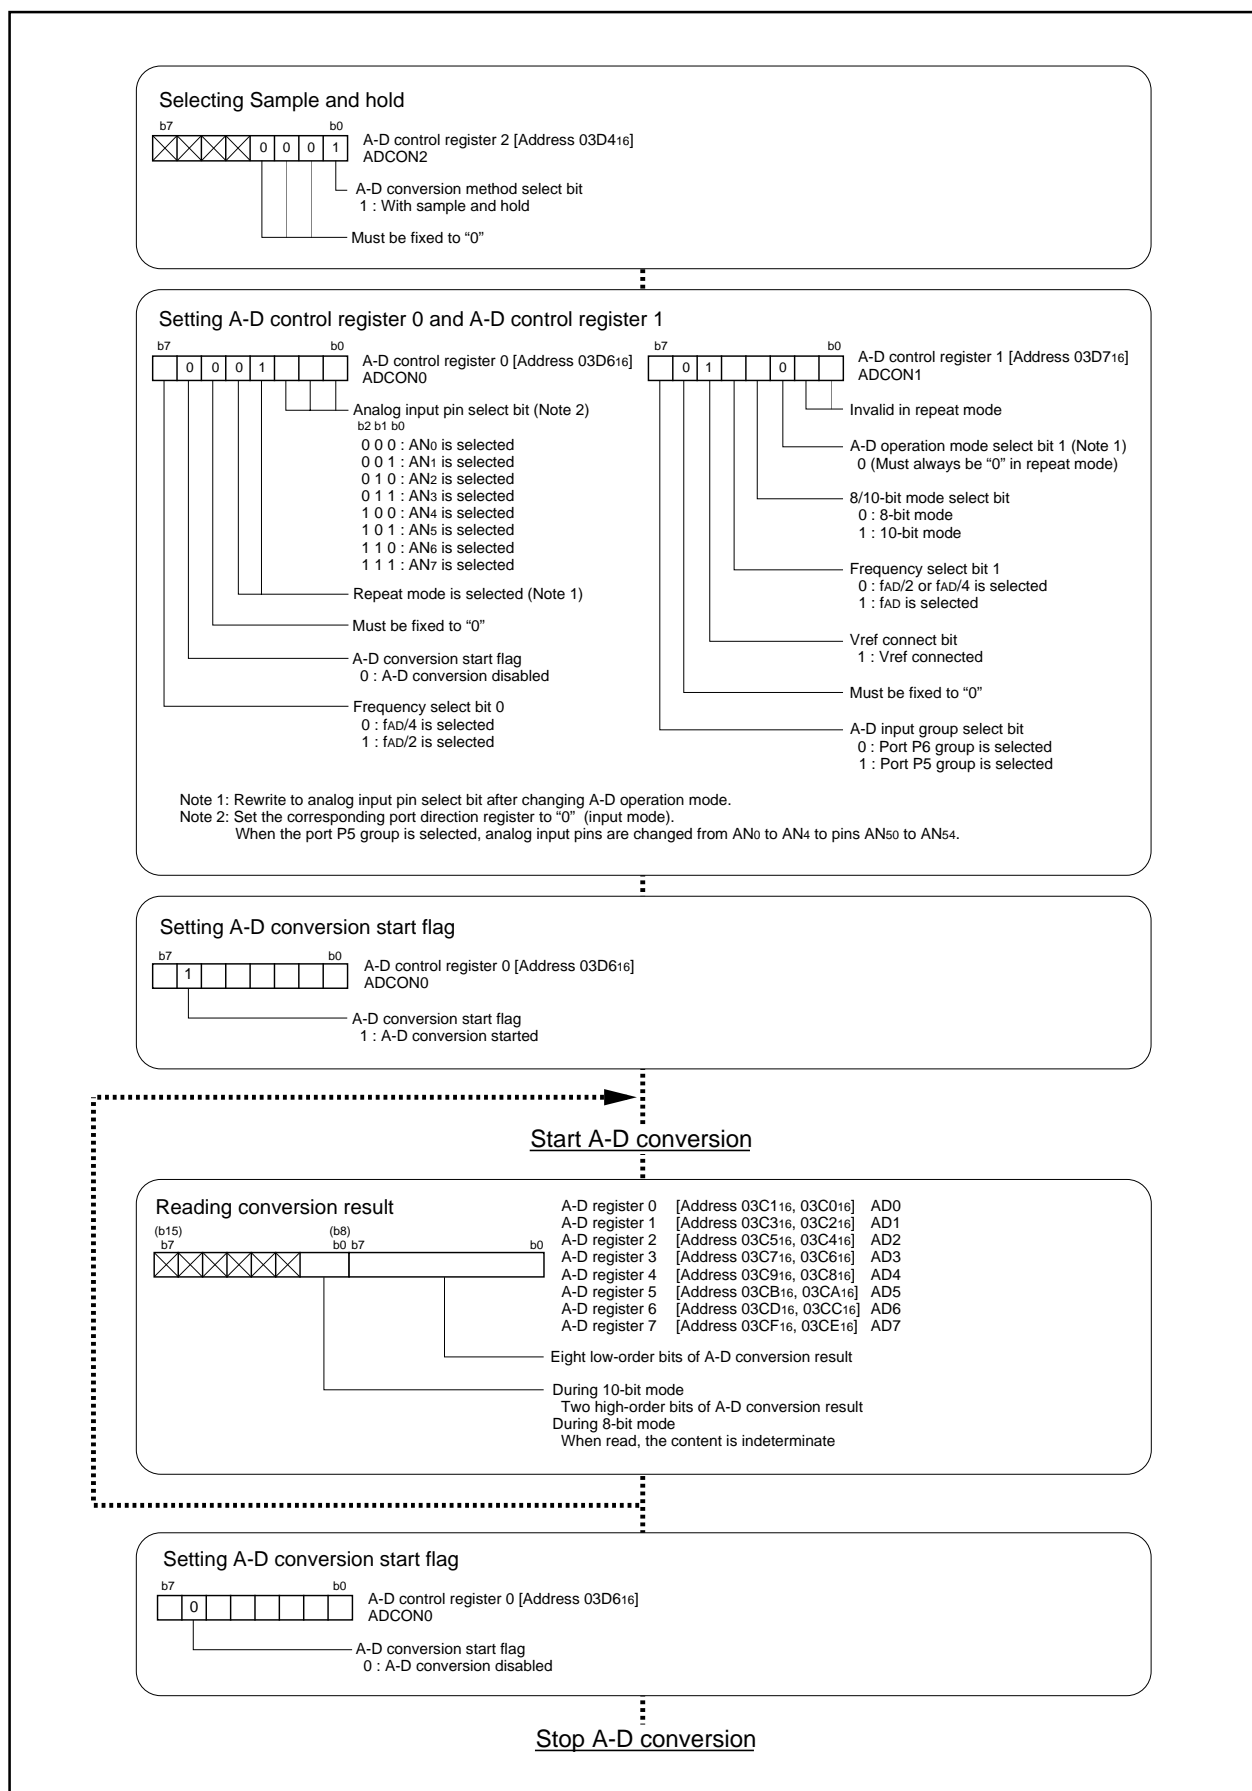 Selecting Sample and hold
b7 b0
0 0 0 1
A-D control register 2 [Address 03D416]
ADCON2
A-D conversion method select bit
1 : With sample and hold
Must be fixed to “0”
Setting A-D control register 0 and A-D control register 1
b7 b0
0 0 0 1
A-D control register 0 [Address 03D616]
ADCON0
Analog input pin select bit (Note 2)
b2 b1 b0
0 0 0 : AN0 is selected
0 0 1 : AN1 is selected
0 1 0 : AN2 is selected
0 1 1 : AN3 is selected
1 0 0 : AN4 is selected
1 0 1 : AN5 is selected
1 1 0 : AN6 is selected
1 1 1 : AN7 is selected
Repeat mode is selected (Note 1)
Must be fixed to “0”
A-D conversion start flag
0 : A-D conversion disabled
Frequency select bit 0
0 : fAD/4 is selected
1 : fAD/2 is selected
b7 b0
0 1 0
A-D control register 1 [Address 03D716]
ADCON1
Invalid in repeat mode
A-D operation mode select bit 1 (Note 1)
0 (Must always be “0” in repeat mode)
8/10-bit mode select bit
0 : 8-bit mode
1 : 10-bit mode
Frequency select bit 1
0 : fAD/2 or fAD/4 is selected
1 : fAD is selected
Vref connect bit
1 : Vref connected
Must be fixed to “0”
A-D input group select bit
0 : Port P6 group is selected
1 : Port P5 group is selected
Note 1: Rewrite to analog input pin select bit after changing A-D operation mode.
Note 2: Set the corresponding port direction register to “0” (input mode).
When the port P5 group is selected, analog input pins are changed from AN0 to AN4 to pins AN50 to AN54.
Setting A-D conversion start flag
b7 b0
1
A-D control register 0 [Address 03D616]
ADCON0
A-D conversion start flag
1 : A-D conversion started
Start A-D conversion
Reading conversion result
(b15) (b8)
b7 b0 b7 b0
A-D register 0 [Address 03C116, 03C016] AD0
A-D register 1 [Address 03C316, 03C216] AD1
A-D register 2 [Address 03C516, 03C416] AD2
A-D register 3 [Address 03C716, 03C616] AD3
A-D register 4 [Address 03C916, 03C816] AD4
A-D register 5 [Address 03CB16, 03CA16] AD5
A-D register 6 [Address 03CD16, 03CC16] AD6
A-D register 7 [Address 03CF16, 03CE16] AD7
Eight low-order bits of A-D conversion result
During 10-bit mode
Two high-order bits of A-D conversion result
During 8-bit mode
When read, the content is indeterminate
Setting A-D conversion start flag
b7 b0
0
A-D control register 0 [Address 03D616]
ADCON0
A-D conversion start flag
0 : A-D conversion disabled
Stop A-D conversion